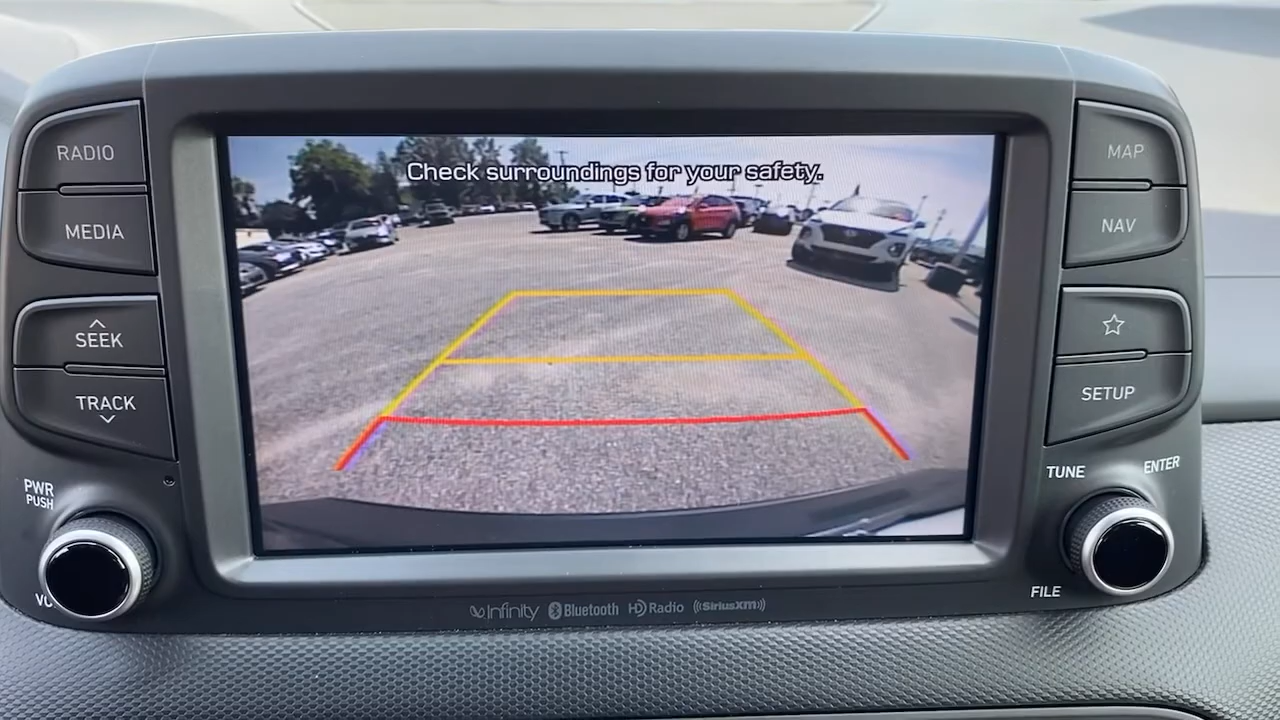 Check surroundings for your safety.
RADIO
MEDIA
SEEK
TRACK
PWR
PUSH
MAP
NAV
SETUP
TUNE
ENTER
FILE
Infinity Bluetooth HD Radio SiriusXM